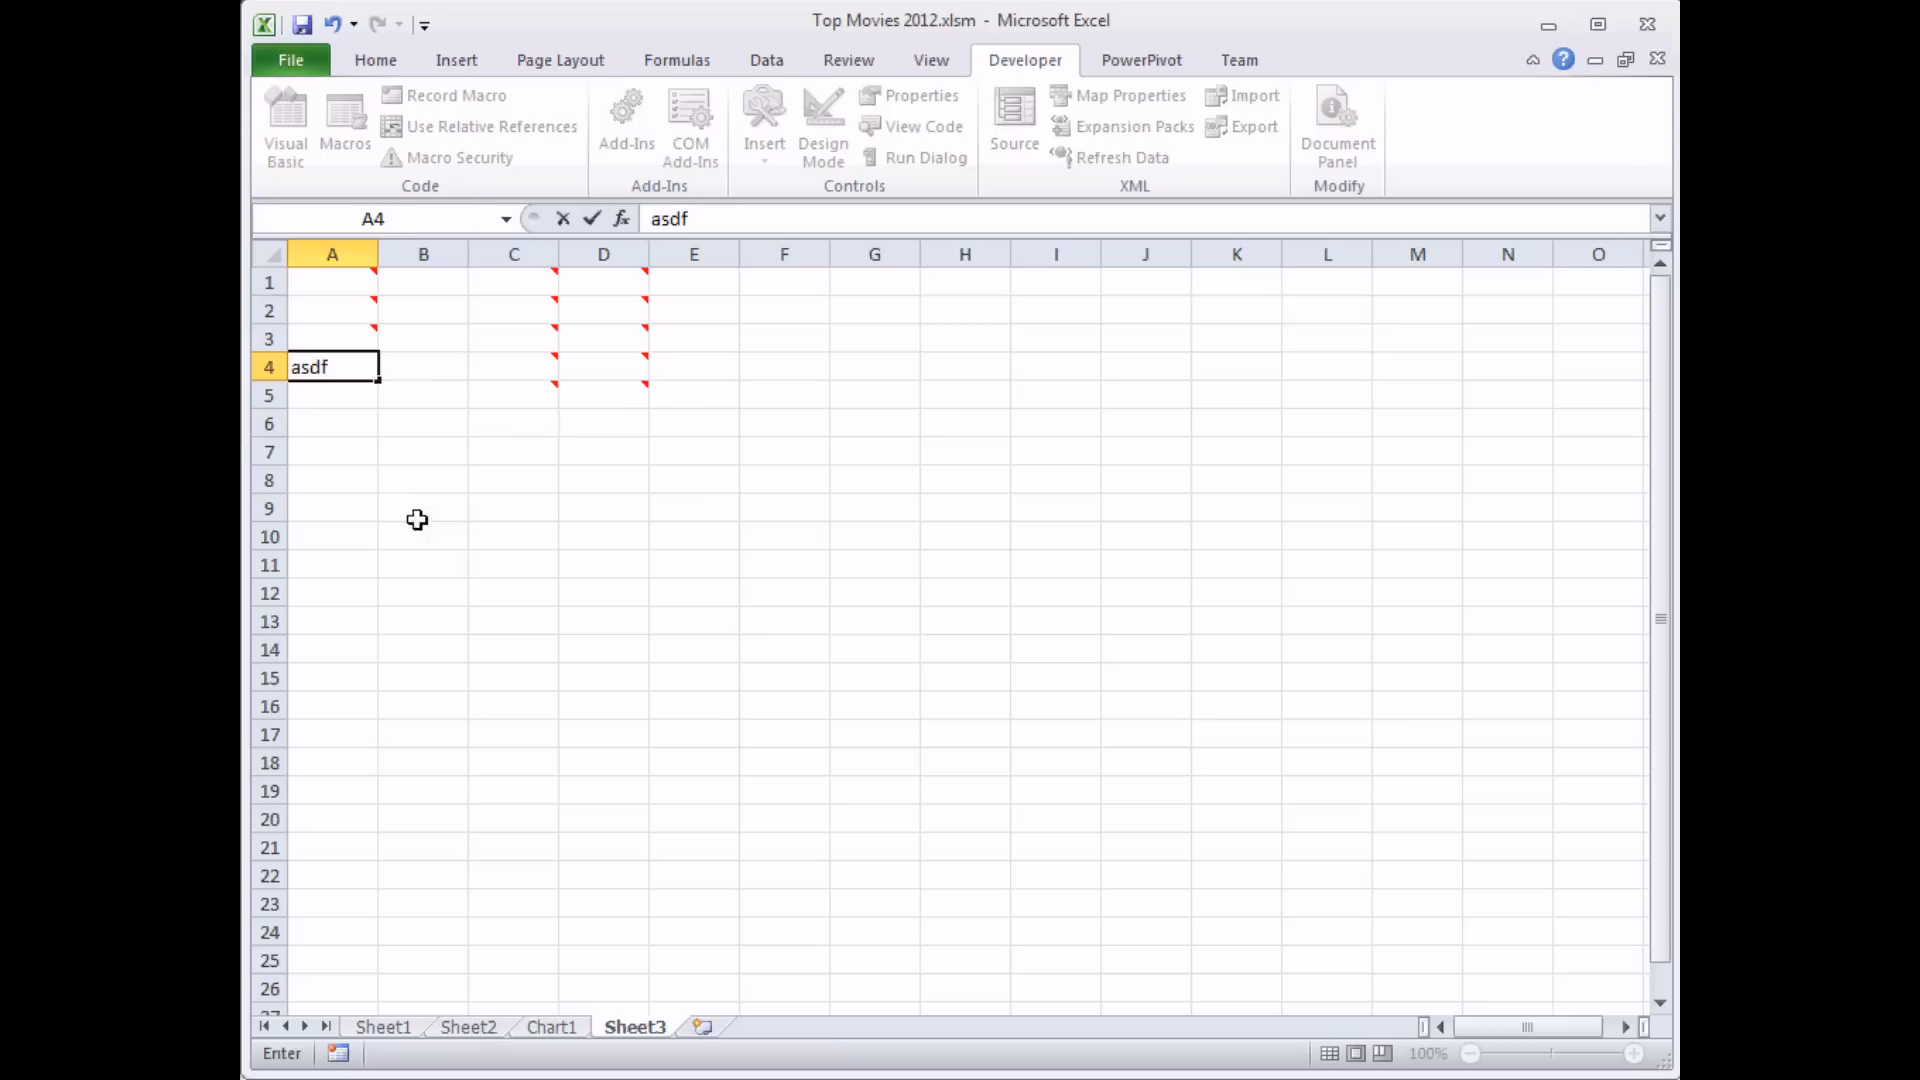 Top Movies 2012.xlsm - Microsoft Excel
File Home Insert Page Layout Formulas Data Review View Developer PowerPivot Team
Visual Basic
Macros
Record Macro
Use Relative References
Macro Security
Code
Add-Ins
COM Add-Ins
Add-Ins
Insert
Design Mode
Properties
View Code
Run Dialog
Controls
Source
Map Properties
Expansion Packs
Refresh Data
Import
Export
XML
Document Panel
Modify
A4 fx asdf
A B C D E F G H I J K L M N O
1
2
3
4 asdf
5
6
7
8
9
10
11
12
13
14
15
16
17
18
19
20
21
22
23
24
25
26
27
Sheet1 Sheet2 Chart1 Sheet3
Enter 100%